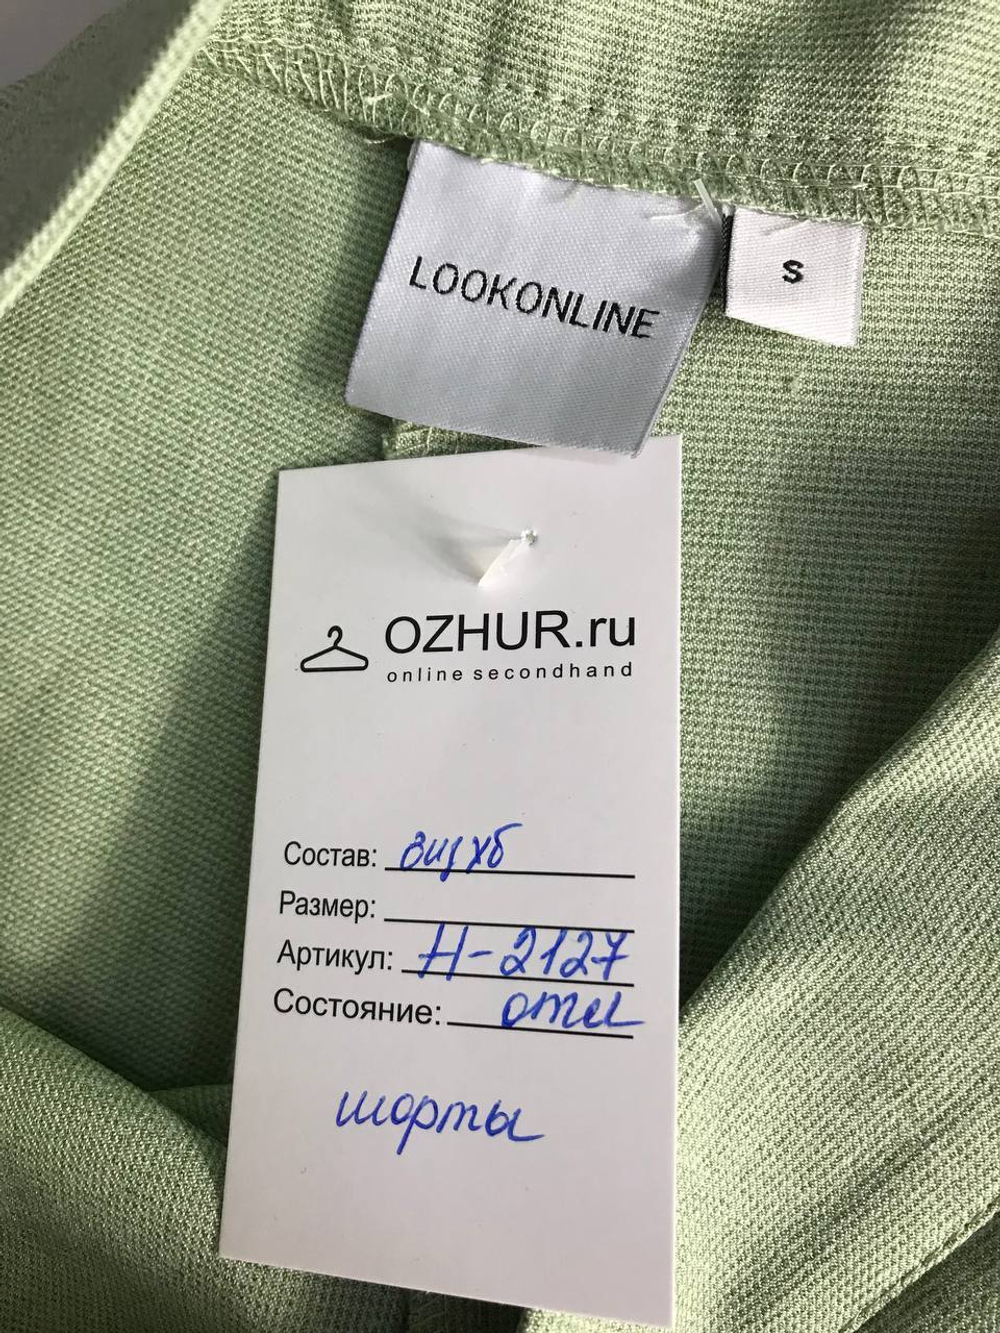 LOOKONLINE
S
OZHUR.ru
online secondhand
Состав: виз хб
Размер:
Артикул: Н-2127
Состояние: отл
шорты